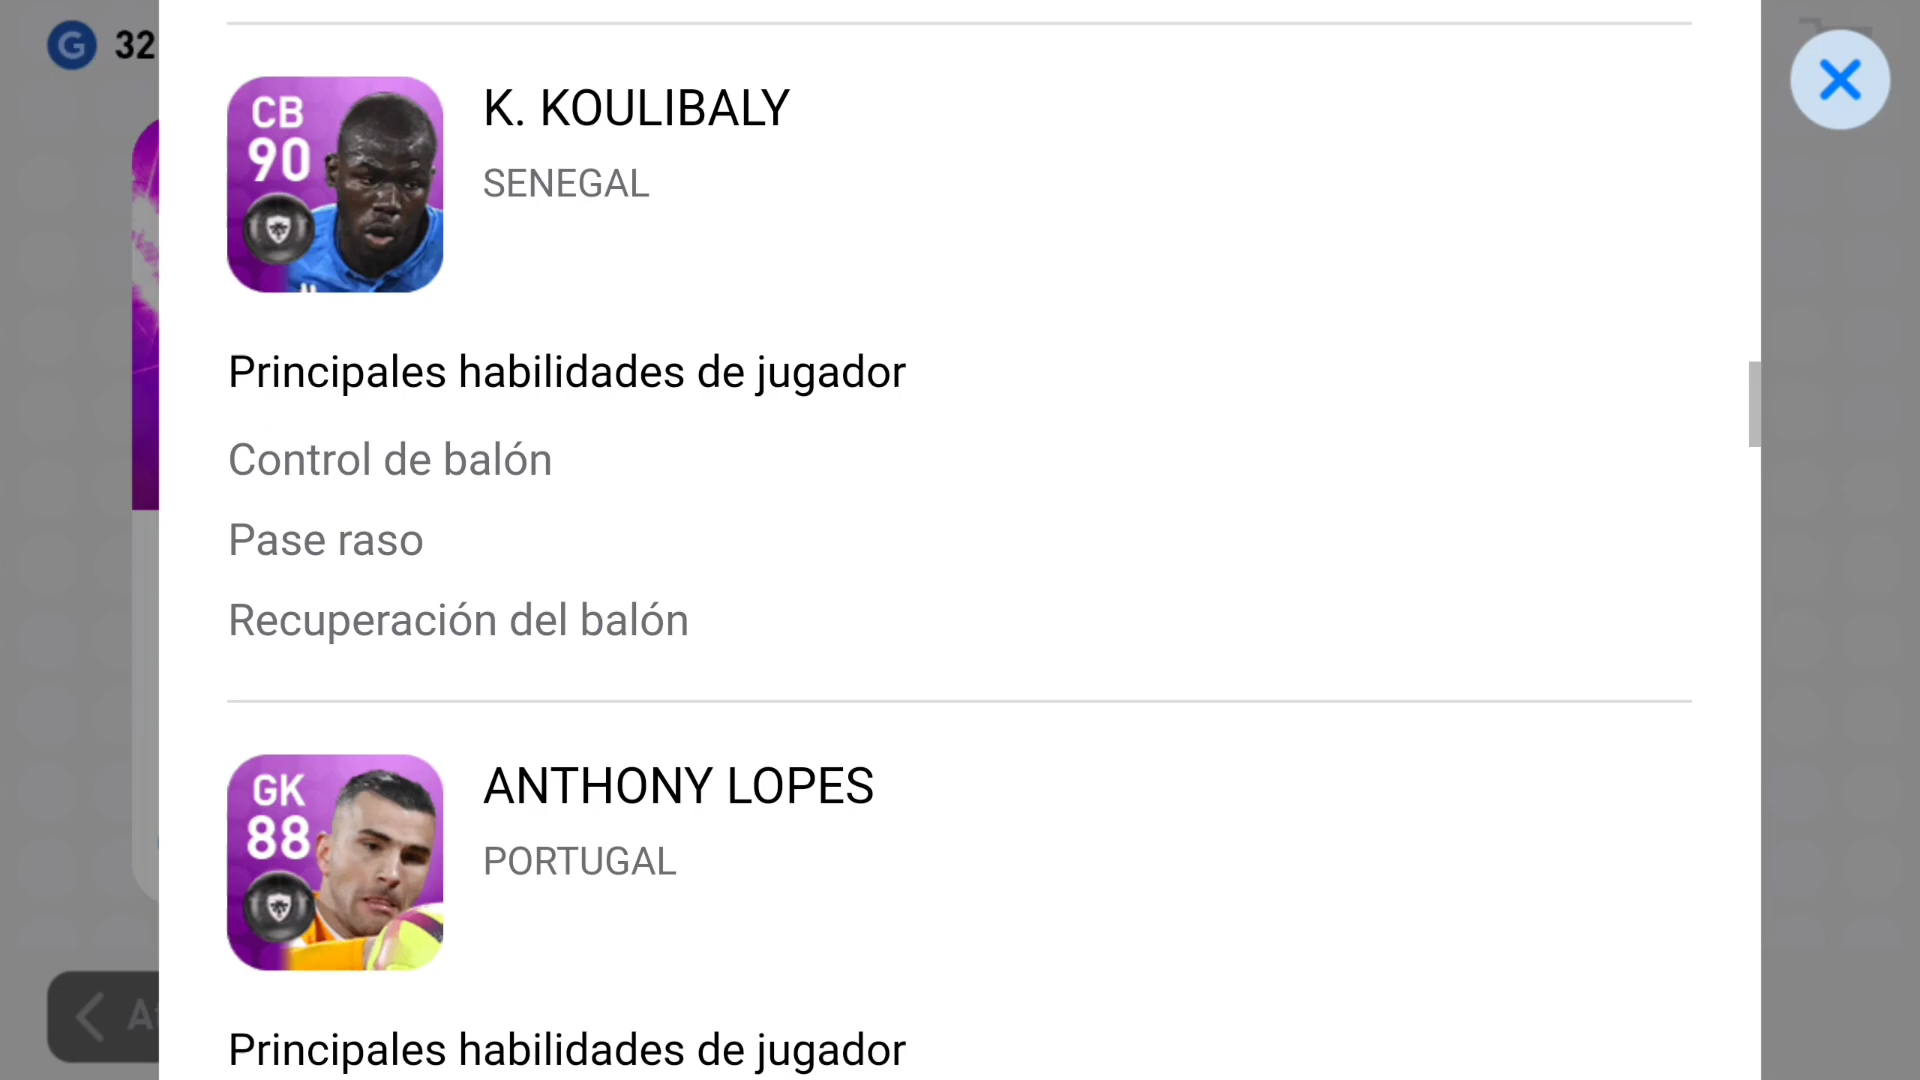 G 32
CB
90
K. KOULIBALY
SENEGAL
Principales habilidades de jugador
Control de balón
Pase raso
Recuperación del balón
GK
88
ANTHONY LOPES
PORTUGAL
Principales habilidades de jugador